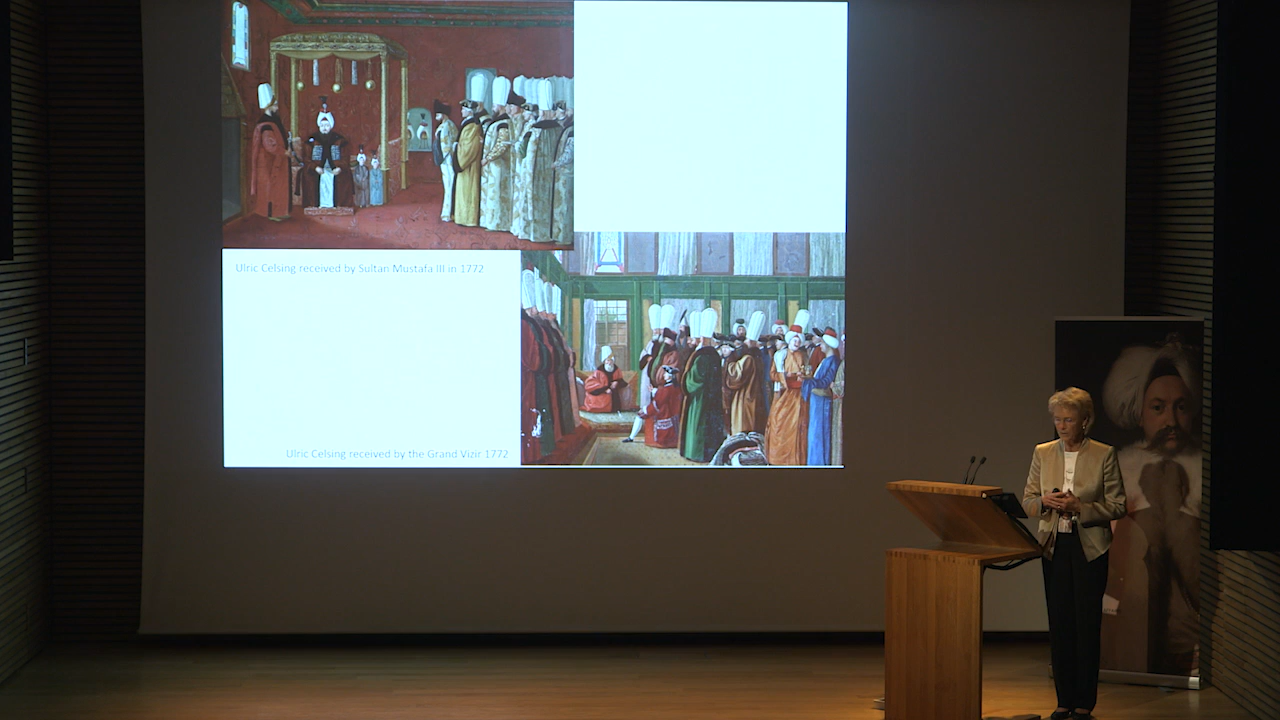 Ulric Celsing received by Sultan Mustafa III in 1772
Ulric Celsing received by the Grand Vizir 1772